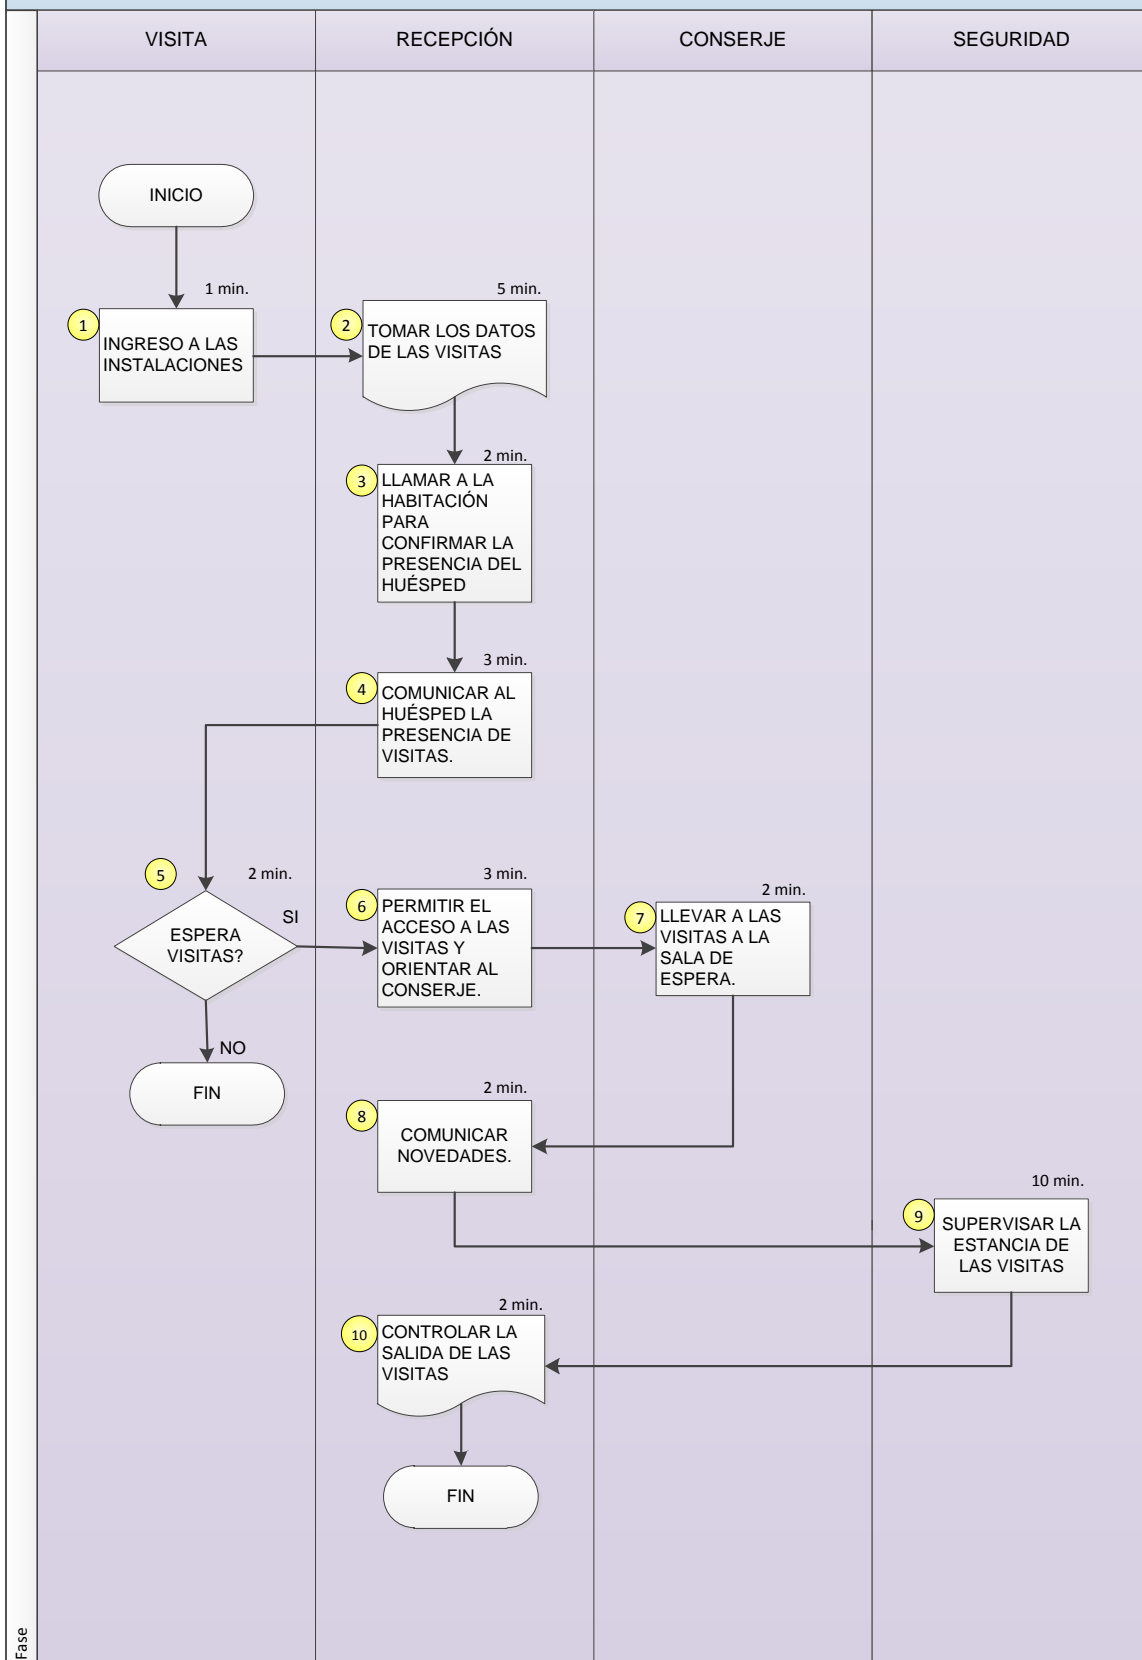 VISITA
RECEPCIÓN
CONSERJE
SEGURIDAD
INICIO
1 min.
1
INGRESO A LAS
INSTALACIONES
5 min.
2
TOMAR LOS DATOS
DE LAS VISITAS
2 min.
3
LLAMAR A LA
HABITACIÓN
PARA
CONFIRMAR LA
PRESENCIA DEL
HUÉSPED
3 min.
4
COMUNICAR AL
HUÉSPED LA
PRESENCIA DE
VISITAS.
5
2 min.
ESPERA
VISITAS?
SI
NO
FIN
3 min.
6
PERMITIR EL
ACCESO A LAS
VISITAS Y
ORIENTAR AL
CONSERJE.
2 min.
7
LLEVAR A LAS
VISITAS A LA
SALA DE
ESPERA.
2 min.
8
COMUNICAR
NOVEDADES.
10 min.
9
SUPERVISAR LA
ESTANCIA DE
LAS VISITAS
2 min.
10
CONTROLAR LA
SALIDA DE LAS
VISITAS
FIN
Fase